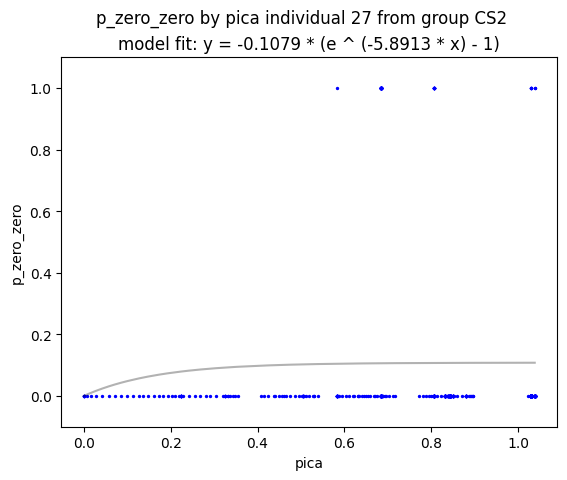 p_zero_zero by pica individual 27 from group CS2
model fit: y = -0.1079 * (e ^ (-5.8913 * x) - 1)
1.0
0.8
0.6
0.4
0.2
0.0
p_zero_zero
0.0 0.2 0.4 0.6 0.8 1.0
pica